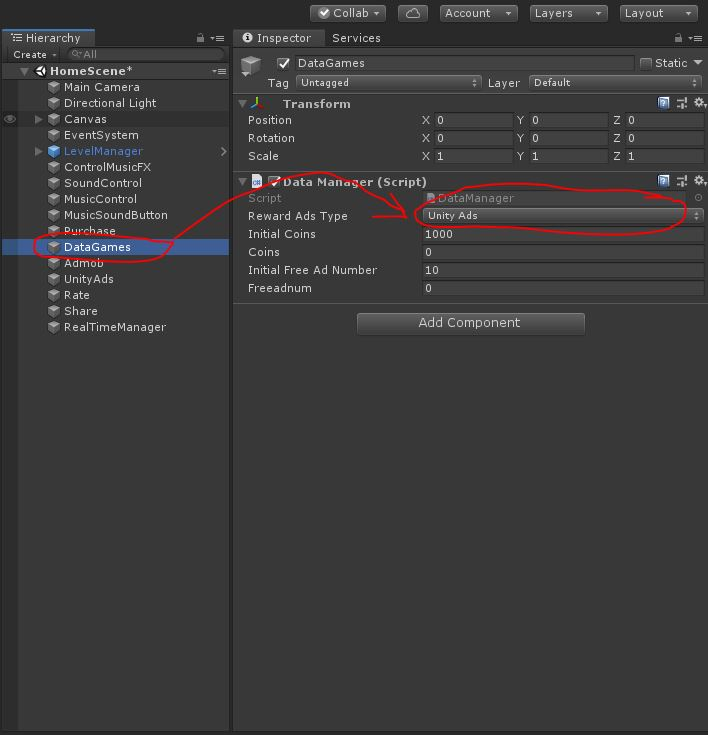 Collab
Account
Layers
Layout
Hierarchy
Create
All
HomeScene*
Main Camera
Directional Light
Canvas
EventSystem
LevelManager
ControlMusicFX
SoundControl
MusicControl
MusicSoundButton
Purchase
DataGames
Admob
UnityAds
Rate
Share
RealTimeManager
Inspector Services
DataGames Static
Tag Untagged Layer Default
Transform
Position X 0 Y 0 Z 0
Rotation X 0 Y 0 Z 0
Scale X 1 Y 1 Z 1
Data Manager (Script)
Script DataManager
Reward Ads Type Unity Ads
Initial Coins 1000
Coins 0
Initial Free Ad Number 10
Freeadnum 0
Add Component